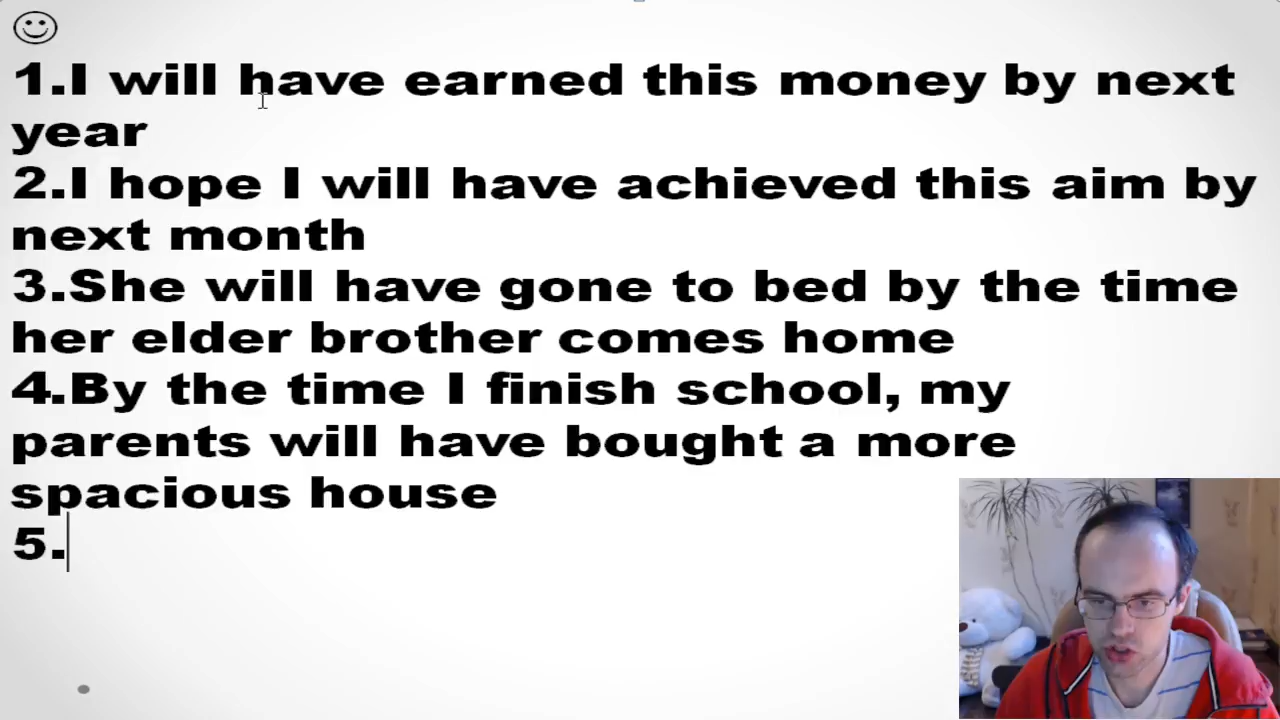 1.I will have earned this money by next
year
2.I hope I will have achieved this aim by
next month
3.She will have gone to bed by the time
her elder brother comes home
4.By the time I finish school, my
parents will have bought a more
spacious house
5.